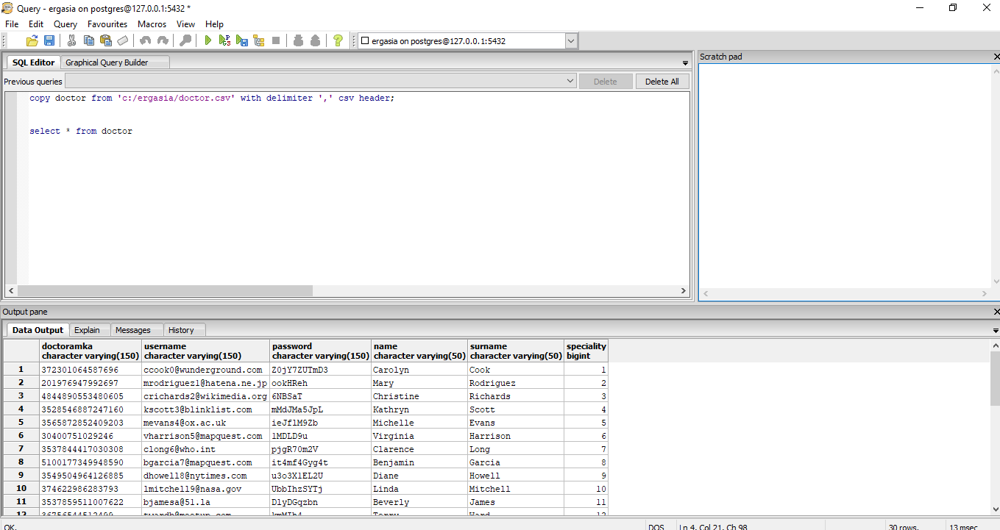 Query - ergasia on postgres@127.0.0.1:5432 *
File Edit Query Favourites Macros View Help
ergasia on postgres@127.0.0.1:5432
SQL Editor Graphical Query Builder
Scratch pad
Previous queries Delete Delete All
copy doctor from 'c:/ergasia/doctor.csv' with delimiter ',' csv header;
select * from doctor
Output pane
Data Output Explain Messages History
doctoramka username password name surname speciality
character varying(150) character varying(150) character varying(150) character varying(50) character varying(50) bigint
1 372301064587696 ccook0@wunderground.com Z0jY7ZUTmD3 Carolyn Cook 1
2 201976947992697 mrodriguez1@hatena.ne.jp ookHReh Mary Rodriguez 2
3 4844890553480605 crichards2@wikimedia.org 6NBSaT Christine Richards 3
4 3528546887247160 kscott3@blinklist.com mMdJMa5JpL Kathryn Scott 4
5 3565872852409203 mevans4@ox.ac.uk ieJflM9Zb Michelle Evans 5
6 30400751029246 vharrison5@mapquest.com lMDLD9u Virginia Harrison 6
7 3537844417030308 clong6@who.int pjgR70m2V Clarence Long 7
8 5100177349948590 bgarcia7@mapquest.com it4mf4Gyg4t Benjamin Garcia 8
9 3549504964126885 dhowell8@nytimes.com u3o3XlEL2U Diane Howell 9
10 374622986283793 lmitchell9@nasa.gov UbbIhzSYTj Linda Mitchell 10
11 3537859511007622 bjamesa@51.la DlyDGqzbn Beverly James 11
12 36756544512499 Terry Ward 12
OK. DOS Ln 4, Col 21, Ch 98 30 rows. 13 msec